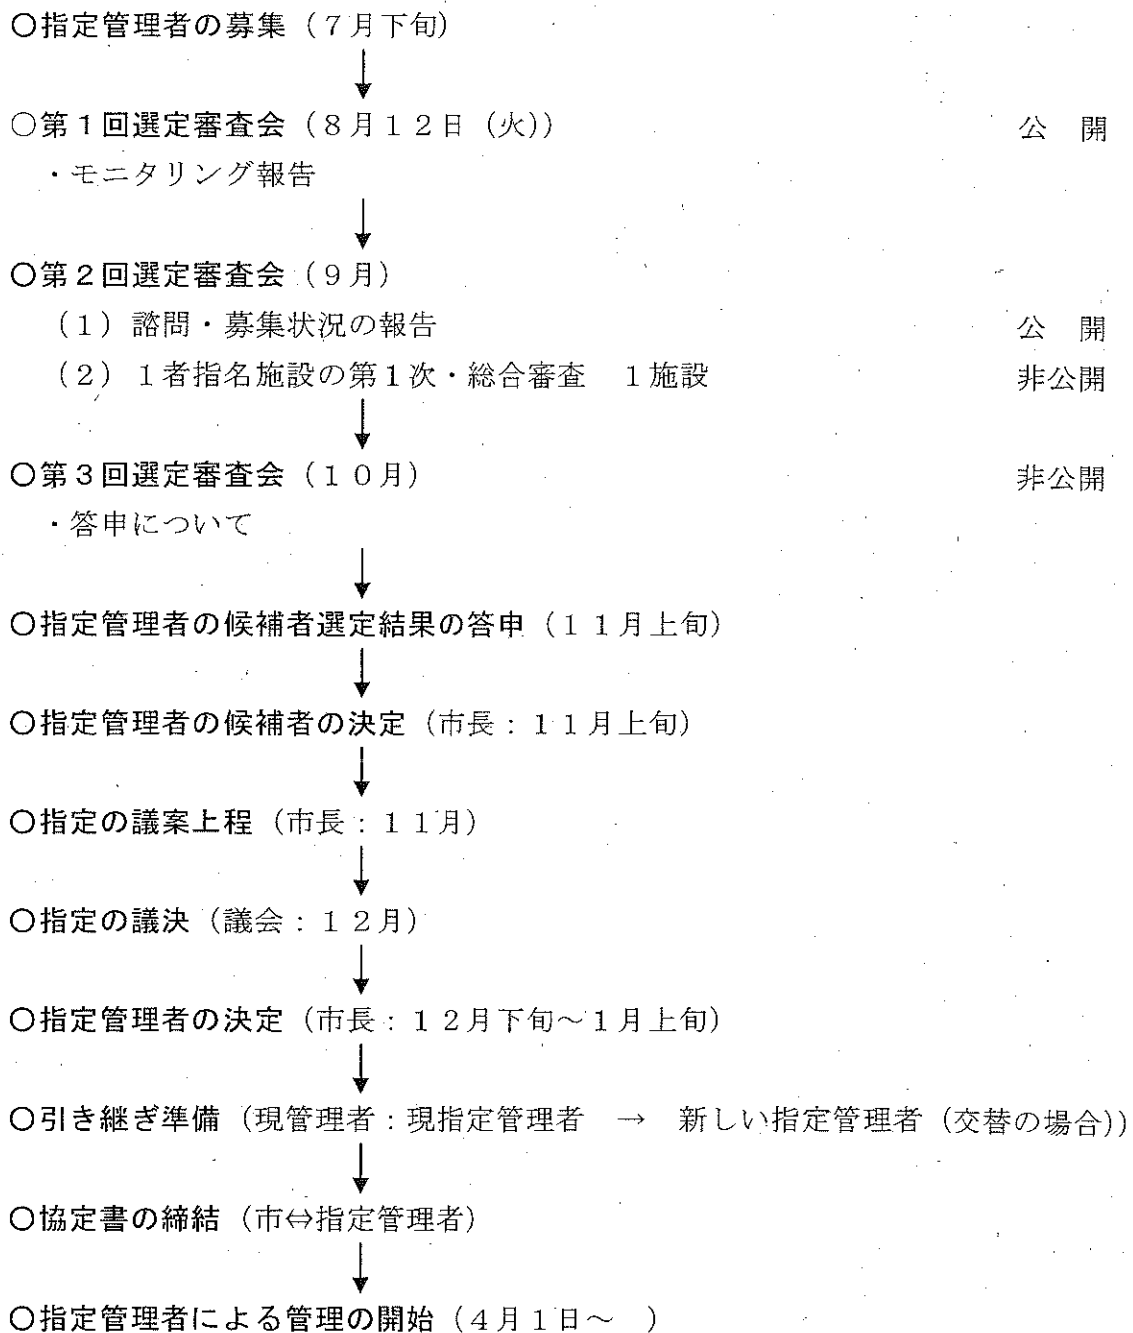 〇指定管理者の募集（７月下旬）
〇第１回選定審査会（８月１２日（火））　公　開
・モニタリング報告
〇第２回選定審査会（９月）
（１）諮問・募集状況の報告　公　開
（２）１者指名施設の第１次・総合審査　１施設　非公開
〇第３回選定審査会（１０月）　非公開
・答申について
〇指定管理者の候補者選定結果の答申（１１月上旬）
〇指定管理者の候補者の決定（市長：１１月上旬）
〇指定の議案上程（市長：１１月）
〇指定の議決（議会：１２月）
〇指定管理者の決定（市長：１２月下旬～１月上旬）
〇引き継ぎ準備（現管理者：現指定管理者　→　新しい指定管理者（交替の場合））
〇協定書の締結（市⇔指定管理者）
〇指定管理者による管理の開始（４月１日～　）